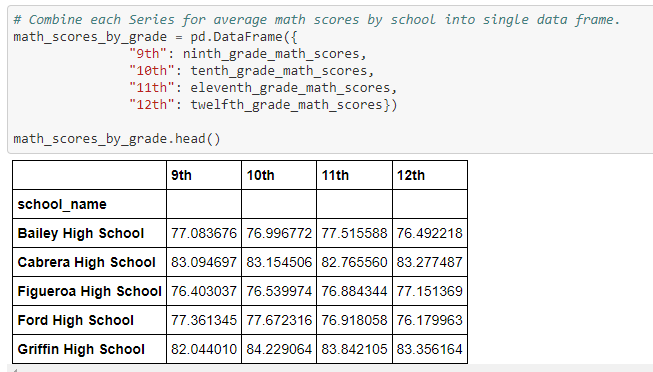 # Combine each Series for average math scores by school into single data frame.
math_scores_by_grade = pd.DataFrame({
"9th": ninth_grade_math_scores,
"10th": tenth_grade_math_scores,
"11th": eleventh_grade_math_scores,
"12th": twelfth_grade_math_scores})
math_scores_by_grade.head()
9th 10th 11th 12th
school_name
Bailey High School 77.083676 76.996772 77.515588 76.492218
Cabrera High School 83.094697 83.154506 82.765560 83.277487
Figueroa High School 76.403037 76.539974 76.884344 77.151369
Ford High School 77.361345 77.672316 76.918058 76.179963
Griffin High School 82.044010 84.229064 83.842105 83.356164